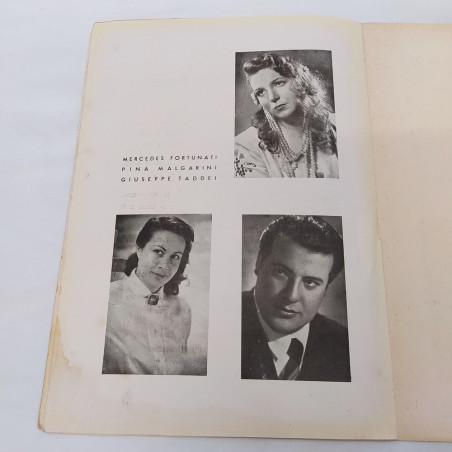 MERCEDES FORTUNATI
PINA MALGARINI
GIUSEPPE TADDEI